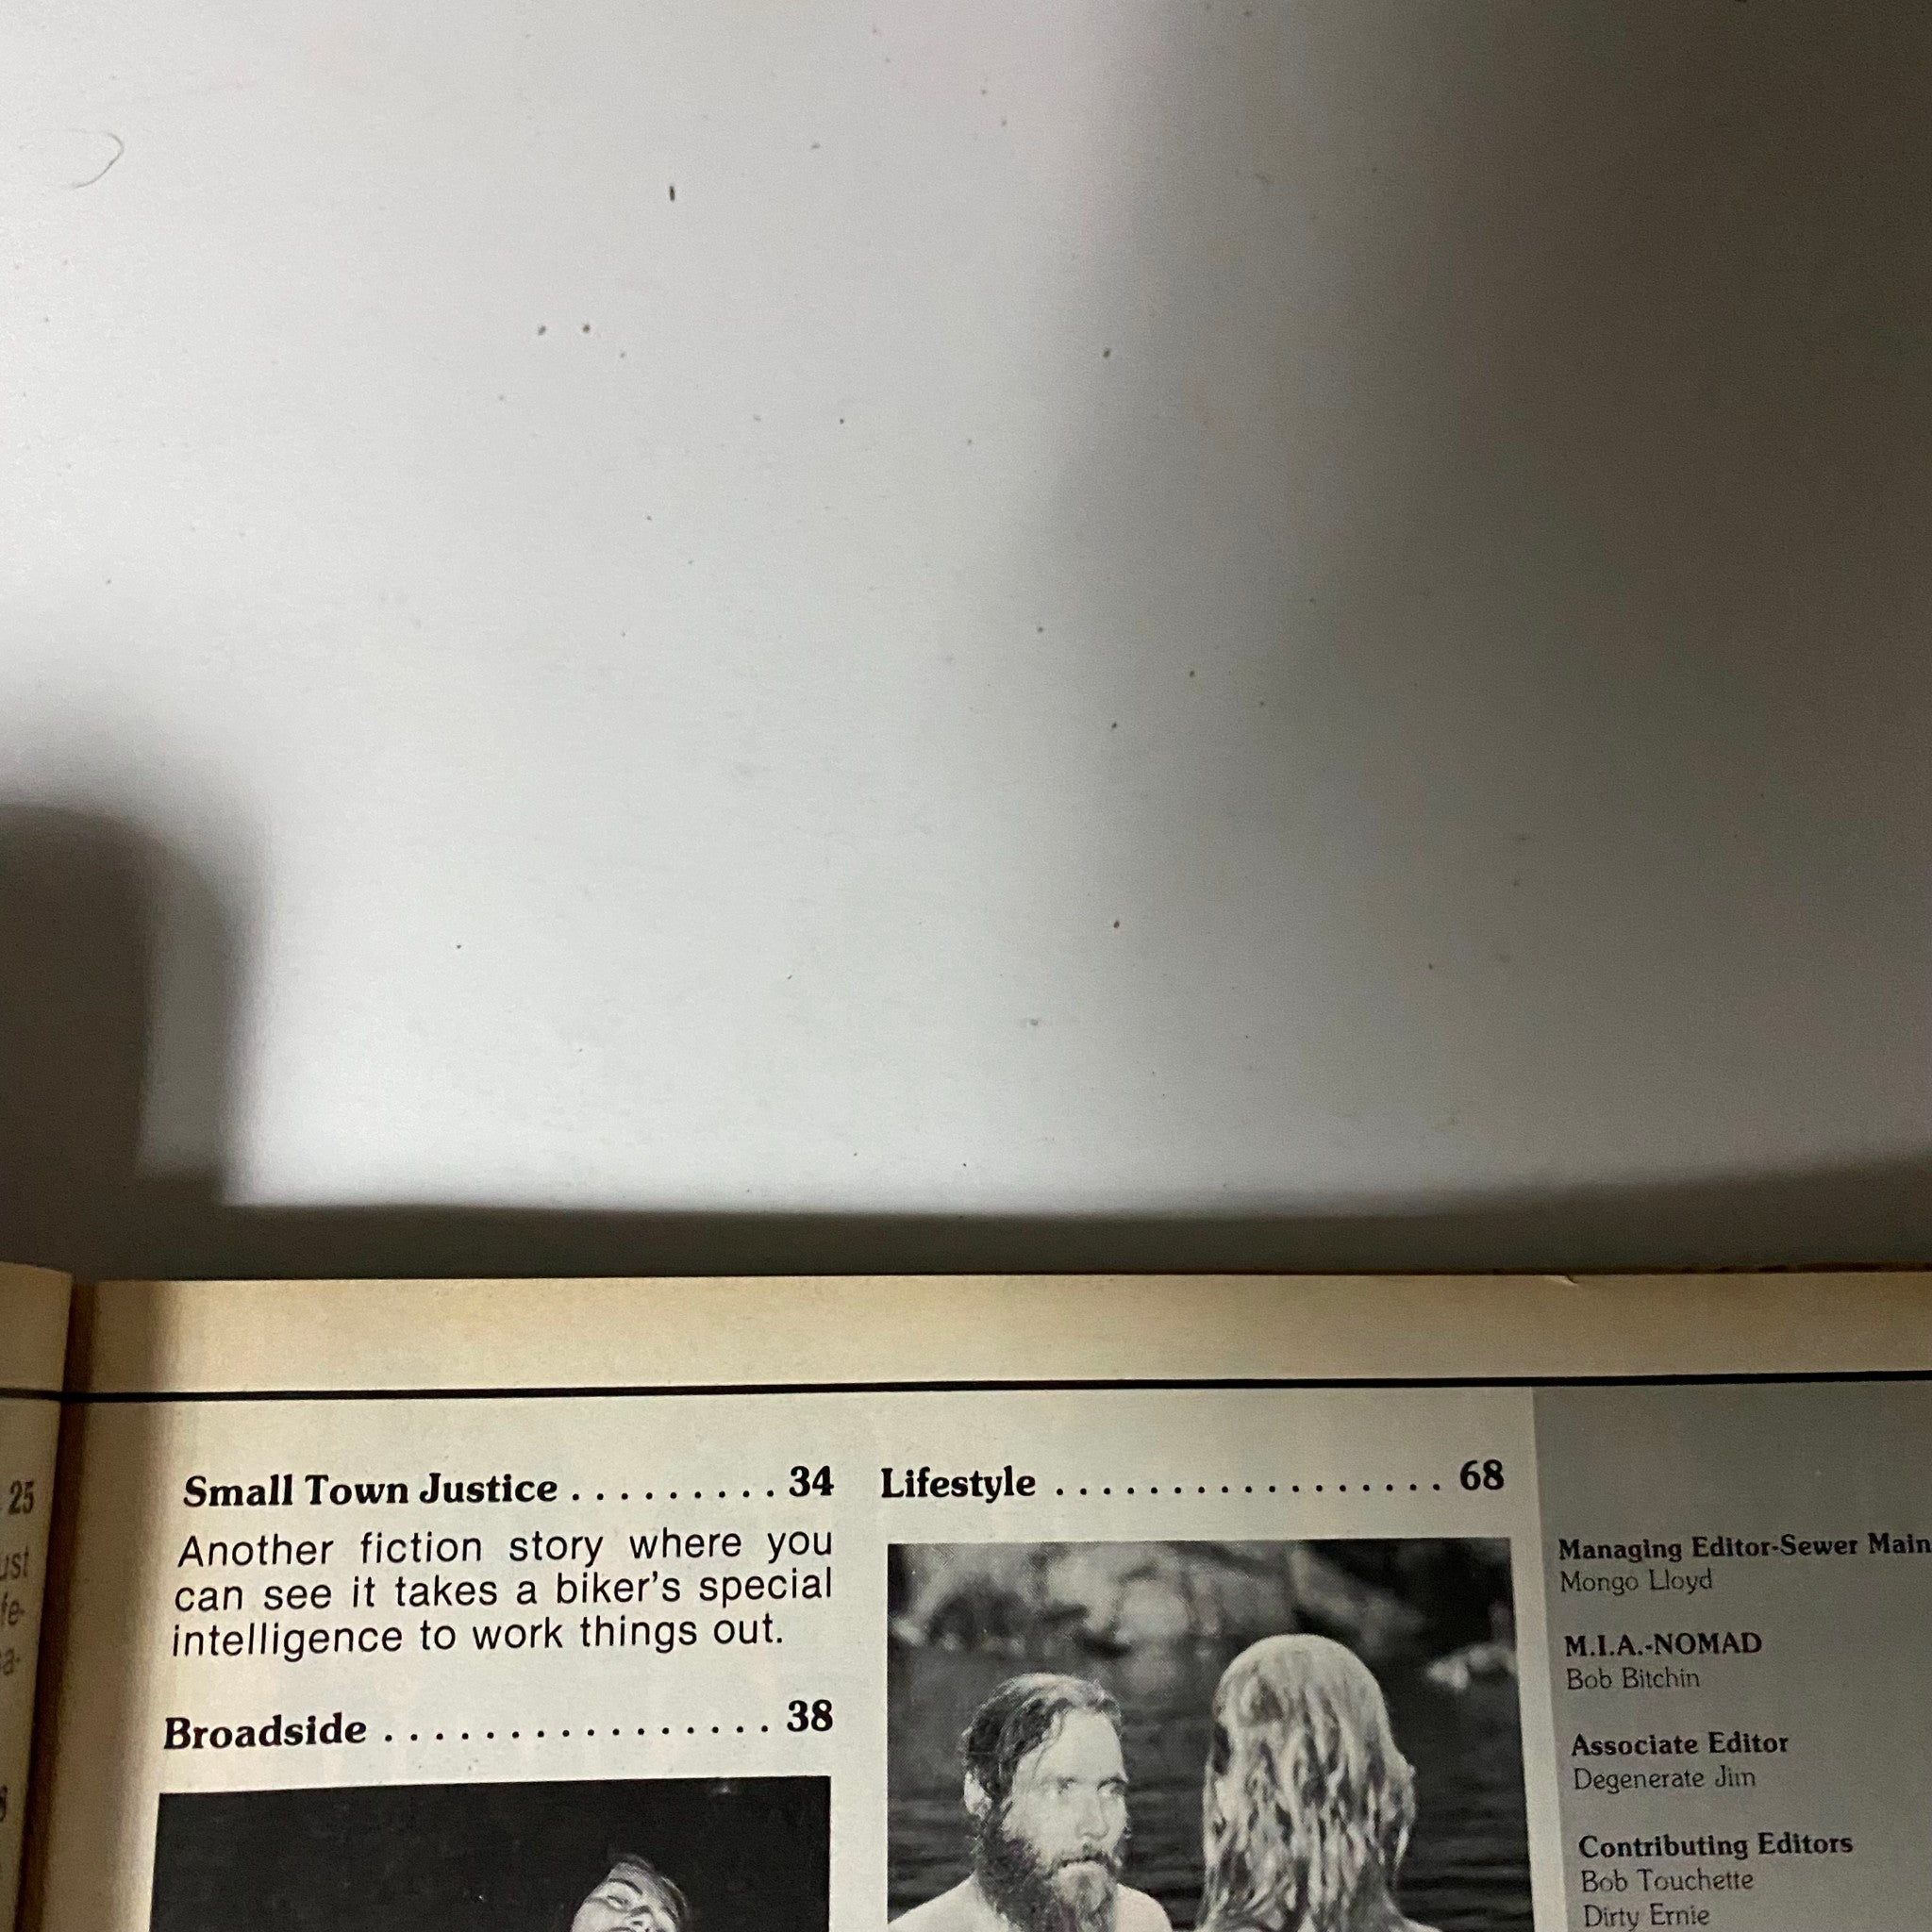 25
ust
fe-
a-
Small Town Justice . . . . . . . . . 34
Another fiction story where you
can see it takes a biker's special
intelligence to work things out.
Broadside . . . . . . . . . . . . . . . . 38
Lifestyle . . . . . . . . . . . . . . . . . 68
Managing Editor-Sewer Main
Mongo Lloyd
M.I.A.-NOMAD
Bob Bitchin
Associate Editor
Degenerate Jim
Contributing Editors
Bob Touchette
Dirty Ernie